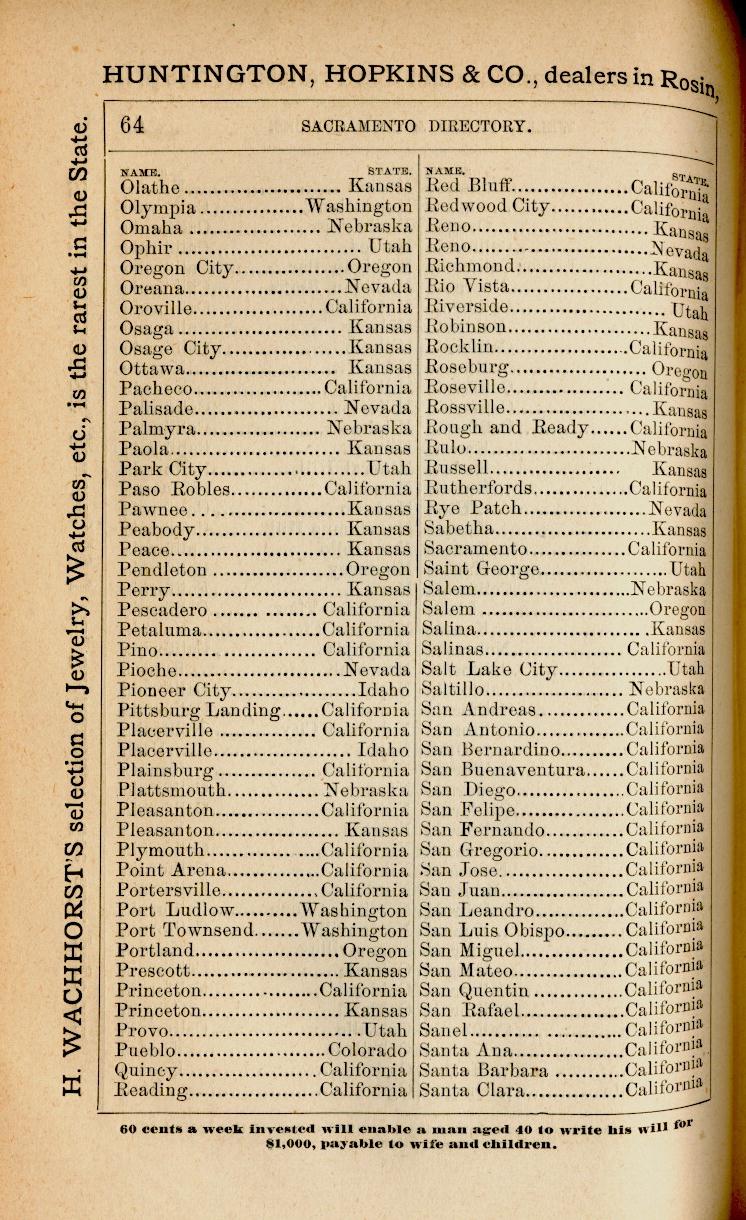 HUNTINGTON, HOPKINS & CO., dealers in Rosin,
H. WACHHORST'S selection of Jewelry, Watches, etc., is the rarest in the State.
64 SACRAMENTO DIRECTORY.
NAME. STATE.
Olathe ........................ Kansas
Olympia ................ Washington
Omaha .................... Nebraska
Ophir ............................ Utah
Oregon City................. Oregon
Oreana........................ Nevada
Oroville.................... California
Osaga ......................... Kansas
Osage City................... Kansas
Ottawa....................... Kansas
Pacheco.................... California
Palisade...................... Nevada
Palmyra................... Nebraska
Paola.......................... Kansas
Park City........................ Utah
Paso Robles.............. California
Pawnee........................ Kansas
Peabody...................... Kansas
Peace.......................... Kansas
Pendleton .................... Oregon
Perry.......................... Kansas
Pescadero ....... ........ California
Petaluma.................. California
Pino......... .............. California
Pioche......................... Nevada
Pioneer City................... Idaho
Pittsburg Landing...... California
Placerville ............... California
Placerville..................... Idaho
Plainsburg ............... California
Plattsmouth............... Nebraska
Pleasanton................ California
Pleasanton.................... Kansas
Plymouth.................. California
Point Arena.............. California
Portersville............... California
Port Ludlow.......... Washington
Port Townsend....... Washington
Portland...................... Oregon
Prescott....................... Kansas
Princeton.................. California
Princeton..................... Kansas
Provo............................. Utah
Pueblo....................... Colorado
Quincy...................... California
Reading.................... California
NAME. STATE.
Red Bluff.................. California
Redwood City............ California
Reno........................... Kansas
Reno........................... Nevada
Richmond..................... Kansas
Rio Vista.................. California
Riverside........................ Utah
Robinson...................... Kansas
Rocklin..................... California
Roseburg..................... Oregon
Roseville.................. California
Rossville...................... Kansas
Rough and Ready...... California
Rulo......................... Nebraska
Russell.................... Kansas
Rutherfords............... California
Rye Patch.................... Nevada
Sabetha........................ Kansas
Sacramento............... California
Saint George.................... Utah
Salem........................ Nebraska
Salem .......................... Oregon
Salina.......................... Kansas
Salinas..................... California
Salt Lake City................. Utah
Saltillo..................... Nebraska
San Andreas.............. California
San Antonio.............. California
San Bernardino.......... California
San Buenaventura...... California
San Diego................. California
San Felipe................. California
San Fernando............ California
San Gregorio............. California
San Jose................... California
San Juan................... California
San Leandro.............. California
San Luis Obispo......... California
San Miguel................ California
San Mateo................. California
San Quentin .............. California
San Rafael................ California
Sanel.......... ............ California
Santa Ana................. California
Santa Barbara ........... California
Santa Clara............... California
60 cents a week invested will enable a man aged 40 to write his will for
$1,000, payable to wife and children.